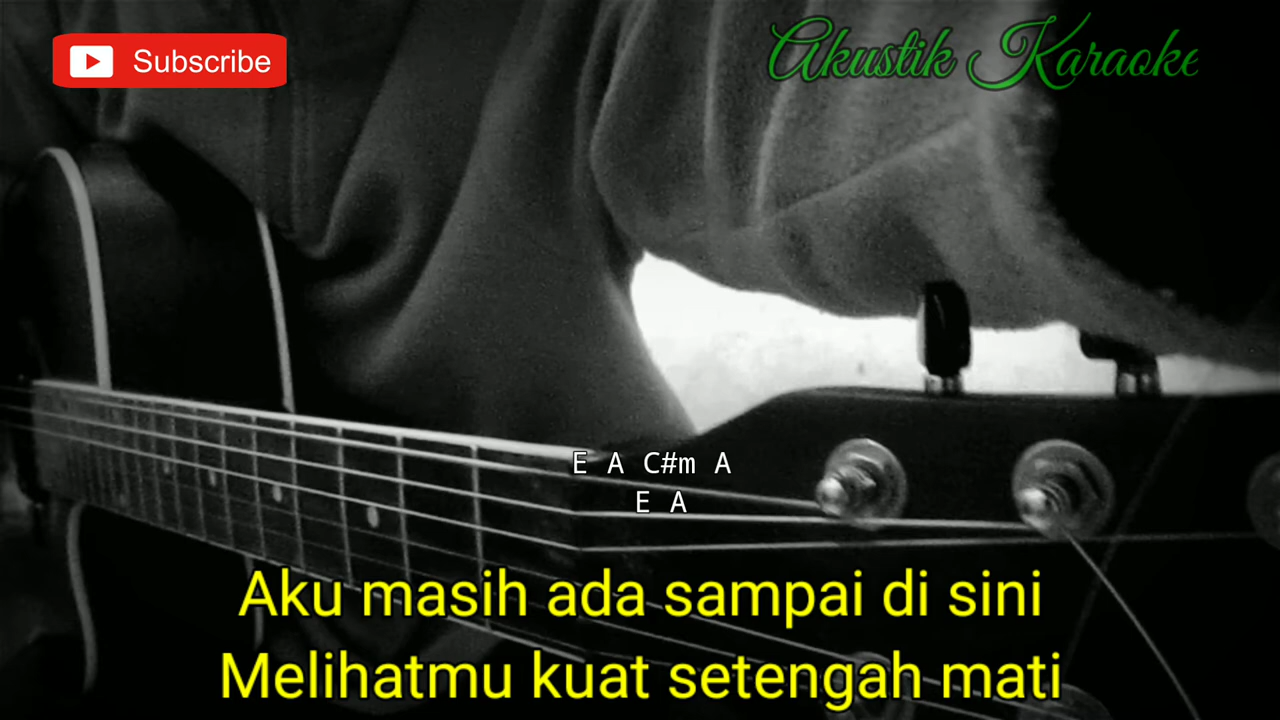 Subscribe
Akustik Karaoke
E A C#m A
E A
Aku masih ada sampai di sini
Melihatmu kuat setengah mati